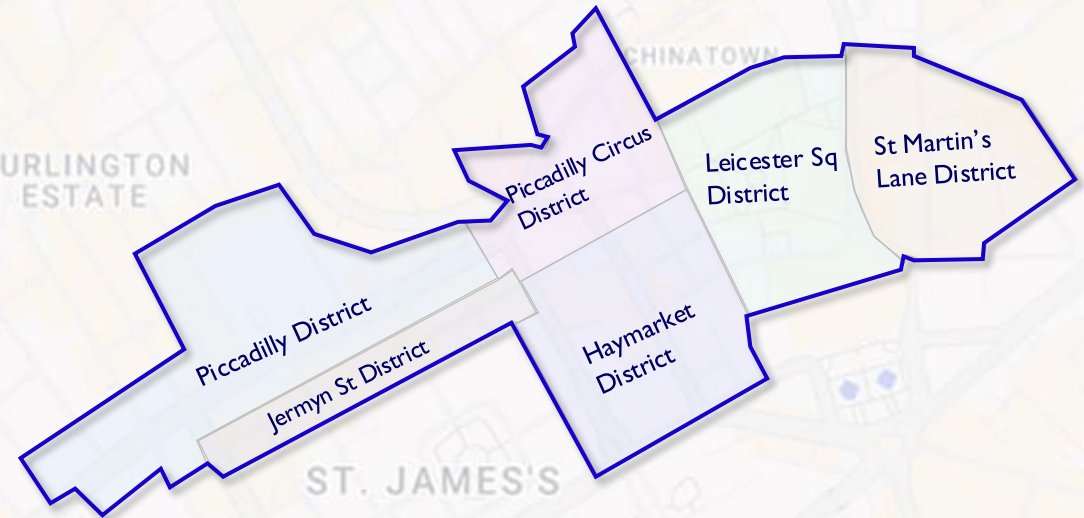 CHINATOWN
URLINGTON
ESTATE
Piccadilly Circus
District
Leicester Sq
District
St Martin's
Lane District
Piccadilly District
Jermyn St District
Haymarket
District
ST. JAMES'S